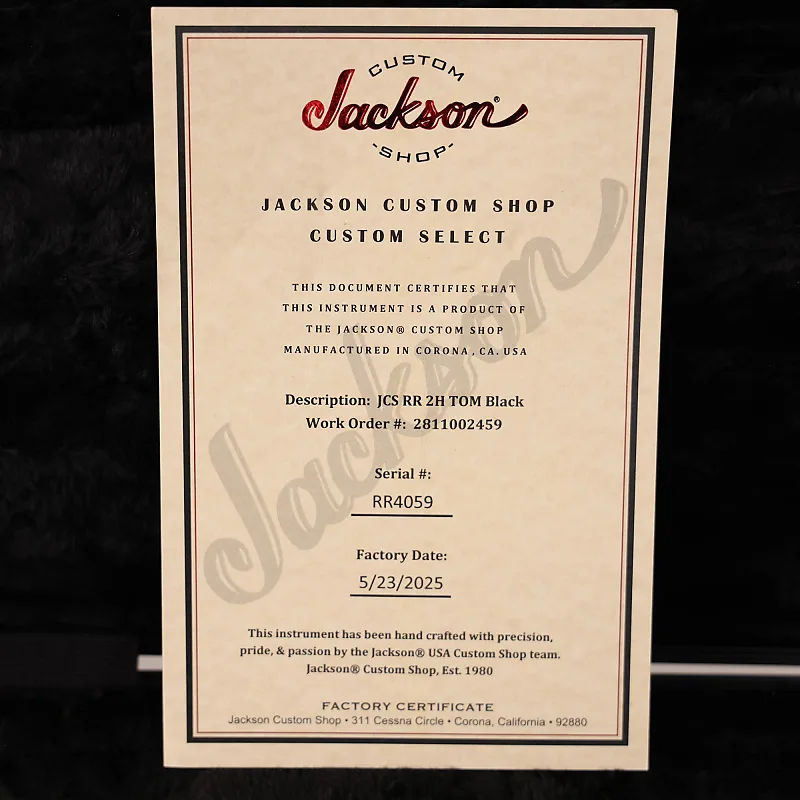 CUSTOM
Jackson®
-SHOP-
JACKSON CUSTOM SHOP
CUSTOM SELECT
THIS DOCUMENT CERTIFIES THAT
THIS INSTRUMENT IS A PRODUCT OF
THE JACKSON® CUSTOM SHOP
MANUFACTURED IN CORONA, CA. USA
Jackson
Description: JCS RR 2H TOM Black
Work Order #: 2811002459
Serial #:
RR4059
Factory Date:
5/23/2025
This instrument has been hand crafted with precision,
pride, & passion by the Jackson® USA Custom Shop team.
Jackson® Custom Shop, Est. 1980
FACTORY CERTIFICATE
Jackson Custom Shop • 311 Cessna Circle • Corona, California • 92880